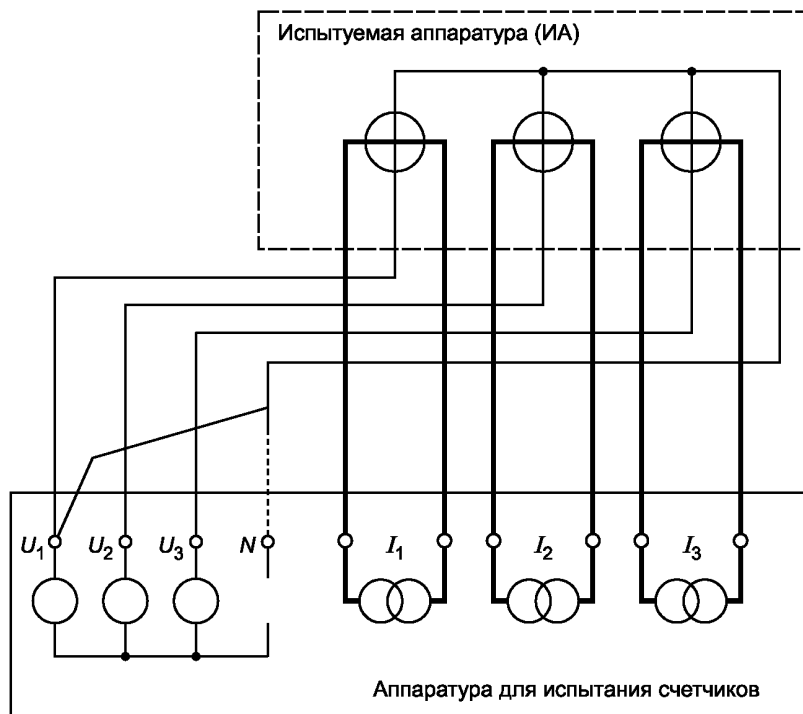 Испытуемая аппаратура (ИА)
U1 U2 U3 N I1 I2 I3
Аппаратура для испытания счетчиков